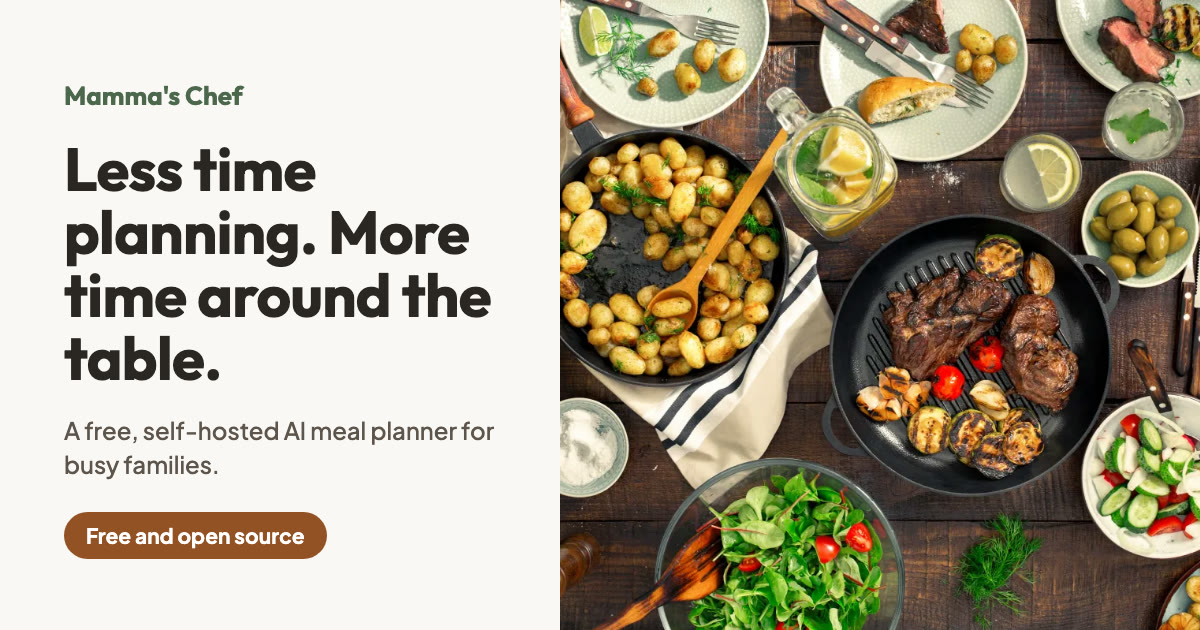 Mamma's Chef
Less time
planning. More
time around the
table.
A free, self-hosted AI meal planner for
busy families.
Free and open source